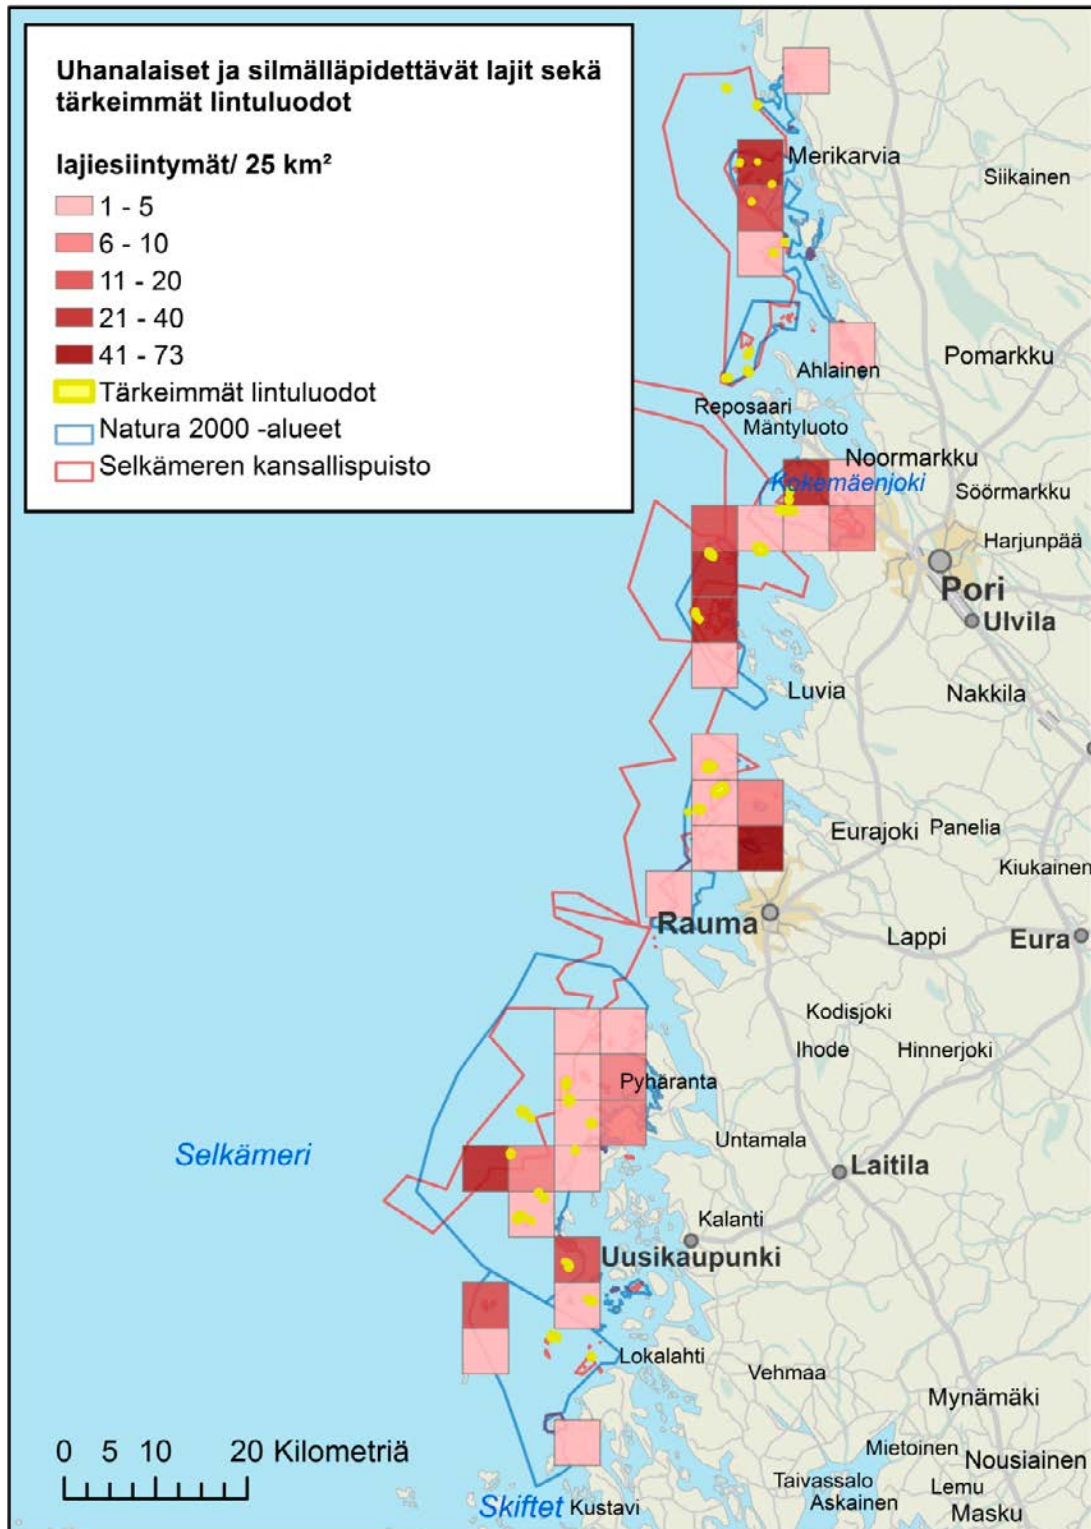 Uhanalaiset ja silmälläpidettävät lajit sekä
tärkeimmät lintuluodot
lajiesiintymät/ 25 km²
1 - 5
6 - 10
11 - 20
21 - 40
41 - 73
Tärkeimmät lintuluodot
Natura 2000 -alueet
Selkämeren kansallispuisto
Merikarvia
Siikainen
Pomarkku
Ahlainen
Reposaari
Mäntyluoto
Noormarkku
Kokemäenjoki
Söörmarkku
Harjunpää
Pori
Ulvila
Luvia
Nakkila
Eurajoki
Panelia
Kiukainen
Rauma
Lappi
Eura
Kodisjoki
Ihode
Hinnerjoki
Pyhäranta
Untamala
Selkämeri
Laitila
Kalanti
Uusikaupunki
Lokalahti
Vehmaa
Mynämäki
0 5 10 20 Kilometriä
Mietoinen
Nousiainen
Taivassalo
Lemu
Askainen
Skiftet
Kustavi
Masku